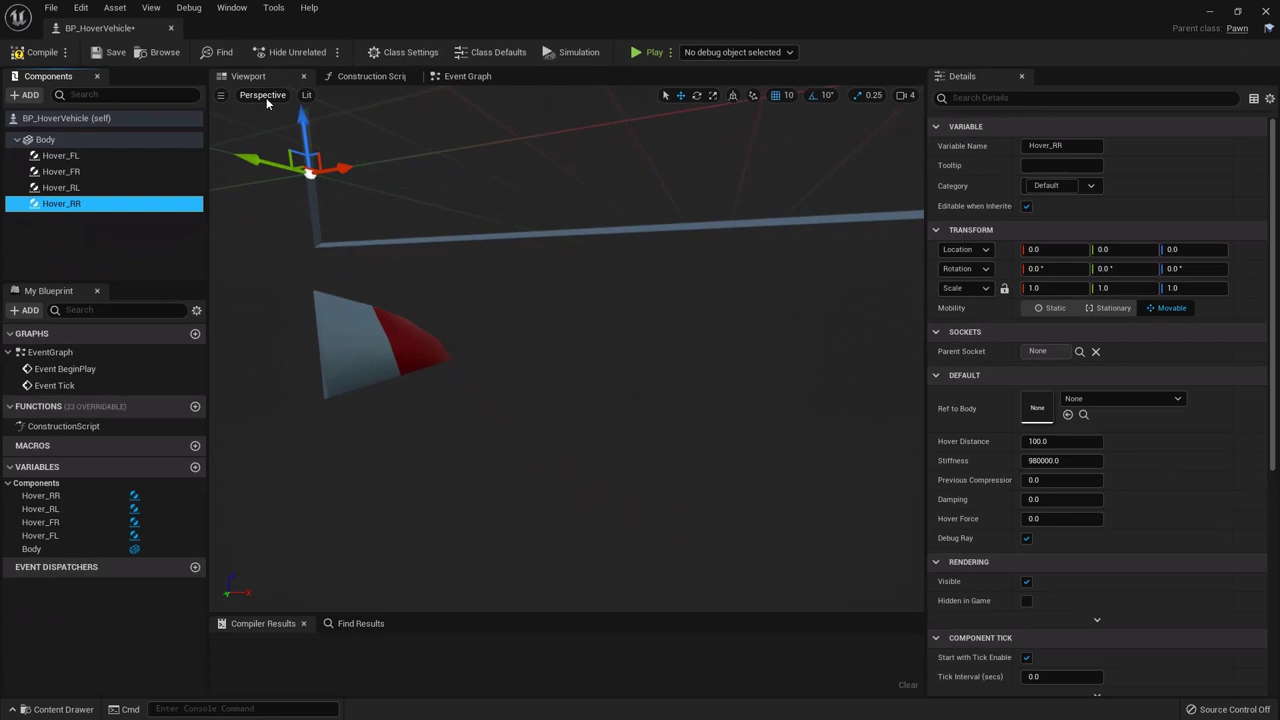 File Edit Asset View Debug Window Tools Help
BP_HoverVehicle*
Parent class: Pawn
Compile Save Browse Find Hide Unrelated Class Settings Class Defaults Simulation Play No debug object selected
Components Viewport Construction Scrip Event Graph Details
ADD Search Perspective Lit 10 10° 0.25 4 Search Details
BP_HoverVehicle (self)
Body
Hover_FL
Hover_FR
Hover_RL
Hover_RR
My Blueprint
ADD Search
GRAPHS
EventGraph
Event BeginPlay
Event Tick
FUNCTIONS (23 OVERRIDABLE)
ConstructionScript
MACROS
VARIABLES
Components
Hover_RR
Hover_RL
Hover_FR
Hover_FL
Body
EVENT DISPATCHERS
Compiler Results Find Results
Clear
VARIABLE
Variable Name Hover_RR
Tooltip
Category Default
Editable when Inherite
TRANSFORM
Location 0.0 0.0 0.0
Rotation 0.0 ° 0.0 ° 0.0 °
Scale 1.0 1.0 1.0
Mobility Static Stationary Movable
SOCKETS
Parent Socket None
DEFAULT
Ref to Body None None
Hover Distance 100.0
Stiffness 980000.0
Previous Compression 0.0
Damping 0.0
Hover Force 0.0
Debug Ray
RENDERING
Visible
Hidden in Game
COMPONENT TICK
Start with Tick Enable
Tick Interval (secs) 0.0
Content Drawer Cmd Enter Console Command Source Control Off